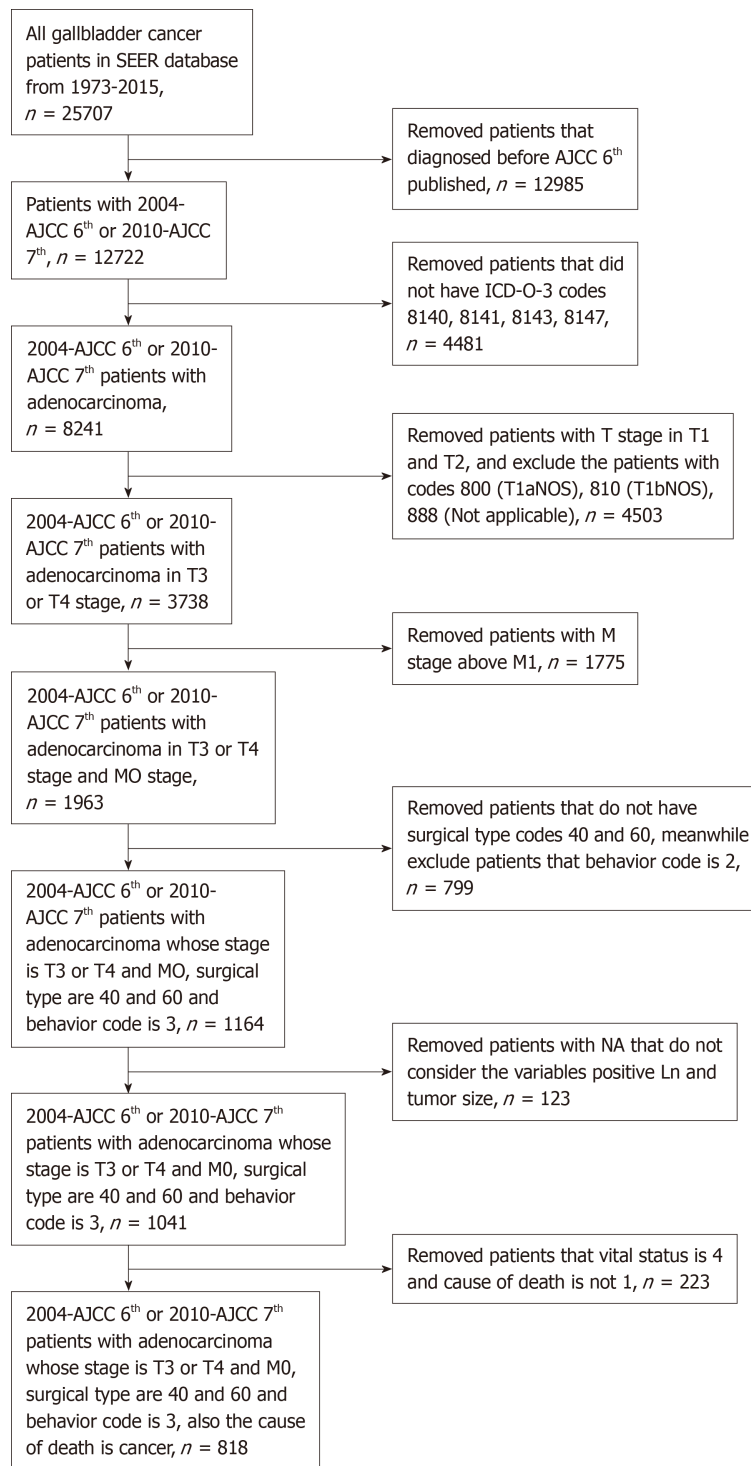 All gallbladder cancer
patients in SEER database
from 1973-2015,
n = 25707
Removed patients that
diagnosed before AJCC 6th
published, n = 12985
Patients with 2004-
AJCC 6th or 2010-AJCC
7th, n = 12722
Removed patients that did
not have ICD-O-3 codes
8140, 8141, 8143, 8147,
n = 4481
2004-AJCC 6th or 2010-
AJCC 7th patients with
adenocarcinoma,
n = 8241
Removed patients with T stage in T1
and T2, and exclude the patients with
codes 800 (T1aNOS), 810 (T1bNOS),
888 (Not applicable), n = 4503
2004-AJCC 6th or 2010-
AJCC 7th patients with
adenocarcinoma in T3
or T4 stage, n = 3738
Removed patients with M
stage above M1, n = 1775
2004-AJCC 6th or 2010-
AJCC 7th patients with
adenocarcinoma in T3 or T4
stage and MO stage,
n = 1963
Removed patients that do not have
surgical type codes 40 and 60, meanwhile
exclude patients that behavior code is 2,
n = 799
2004-AJCC 6th or 2010-
AJCC 7th patients with
adenocarcinoma whose stage
is T3 or T4 and MO, surgical
type are 40 and 60 and
behavior code is 3, n = 1164
Removed patients with NA that do not
consider the variables positive Ln and
tumor size, n = 123
2004-AJCC 6th or 2010-AJCC 7th
patients with adenocarcinoma whose
stage is T3 or T4 and M0, surgical
type are 40 and 60 and behavior
code is 3, n = 1041
Removed patients that vital status is 4
and cause of death is not 1, n = 223
2004-AJCC 6th or 2010-AJCC 7th
patients with adenocarcinoma
whose stage is T3 or T4 and M0,
surgical type are 40 and 60 and
behavior code is 3, also the cause
of death is cancer, n = 818